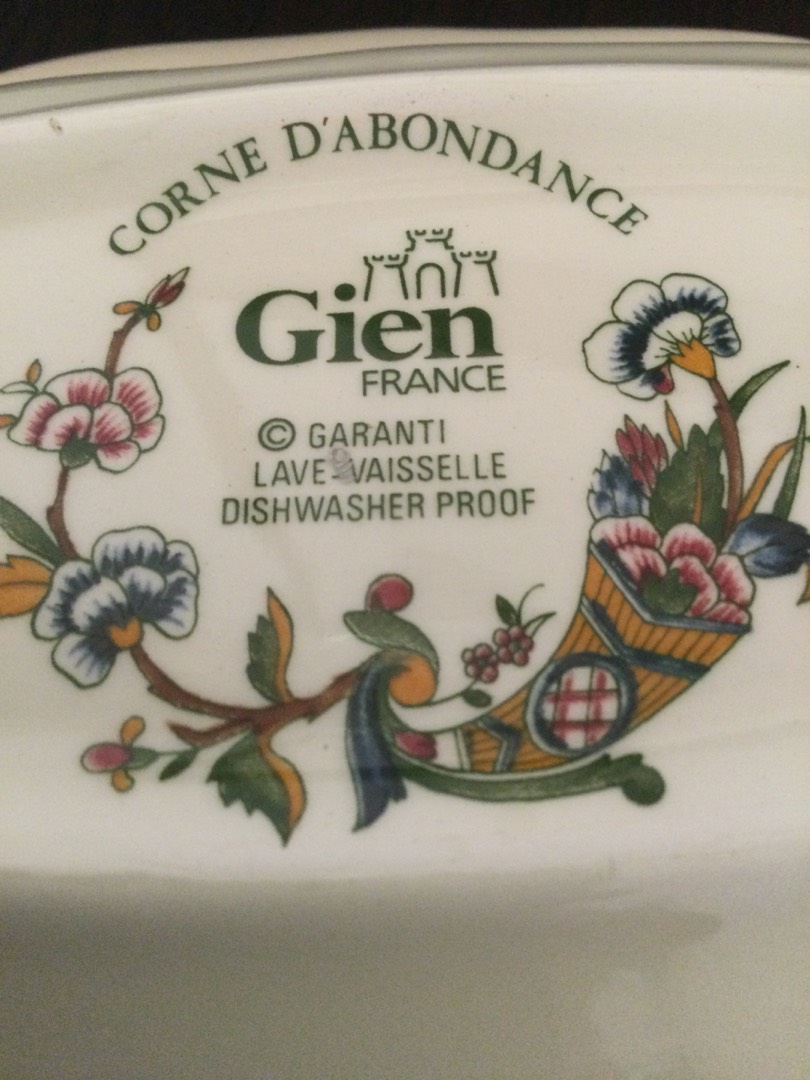 CORNE D'ABONDANCE
Gien
FRANCE
© GARANTI
LAVE-VAISSELLE
DISHWASHER PROOF